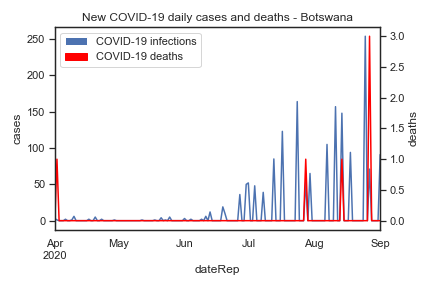 New COVID-19 daily cases and deaths - Botswana
COVID-19 infections
COVID-19 deaths
250
200
150
100
50
0
cases
3.0
2.5
2.0
1.5
1.0
0.5
0.0
deaths
Apr
2020
May
Jun
Jul
Aug
Sep
dateRep